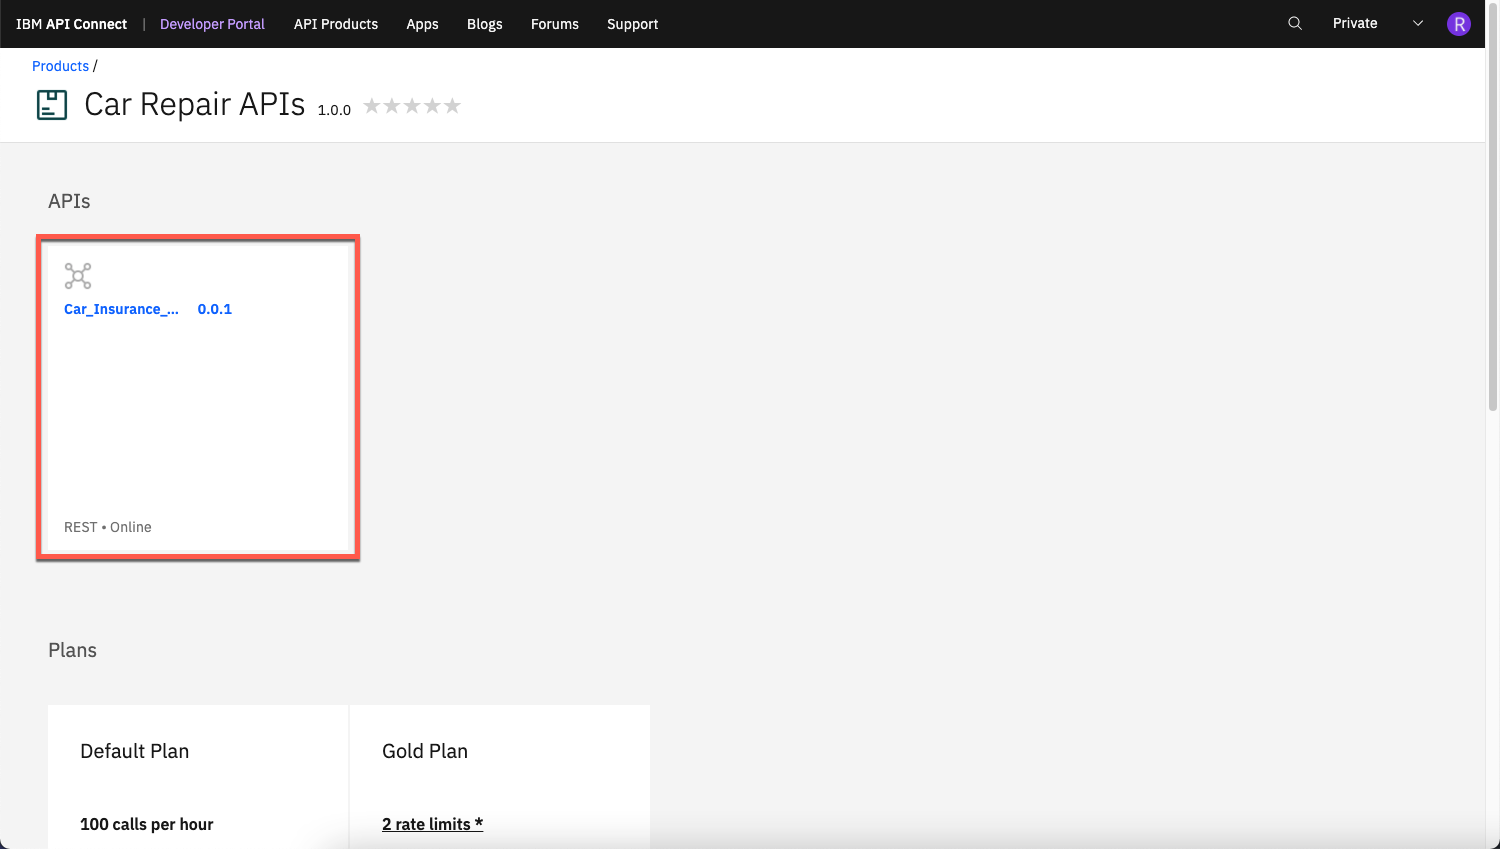 IBM API Connect | Developer Portal API Products Apps Blogs Forums Support Private R
Products /
Car Repair APIs 1.0.0
APIs
Car_Insurance_... 0.0.1
REST • Online
Plans
Default Plan Gold Plan
100 calls per hour 2 rate limits *